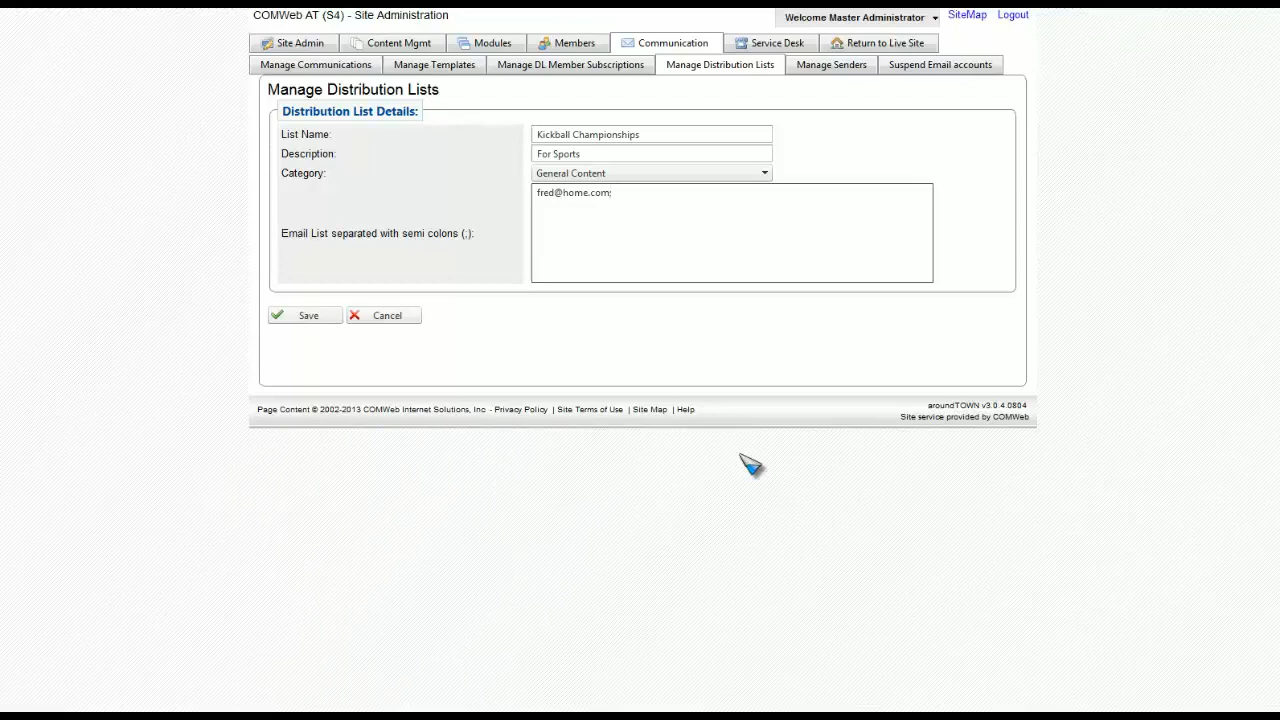 COMWeb AT (S4) - Site Administration
Welcome Master Administrator
SiteMap Logout
Site Admin Content Mgmt Modules Members Communication Service Desk Return to Live Site
Manage Communications Manage Templates Manage DL Member Subscriptions Manage Distribution Lists Manage Senders Suspend Email accounts
Manage Distribution Lists
Distribution List Details:
List Name: Kickball Championships
Description: For Sports
Category: General Content
fred@home.com;
Email List separated with semi colons (;):
Save Cancel
Page Content © 2002-2013 COMWeb Internet Solutions, Inc - Privacy Policy | Site Terms of Use | Site Map | Help
aroundTOWN v3.0.4.0804
Site service provided by COMWeb